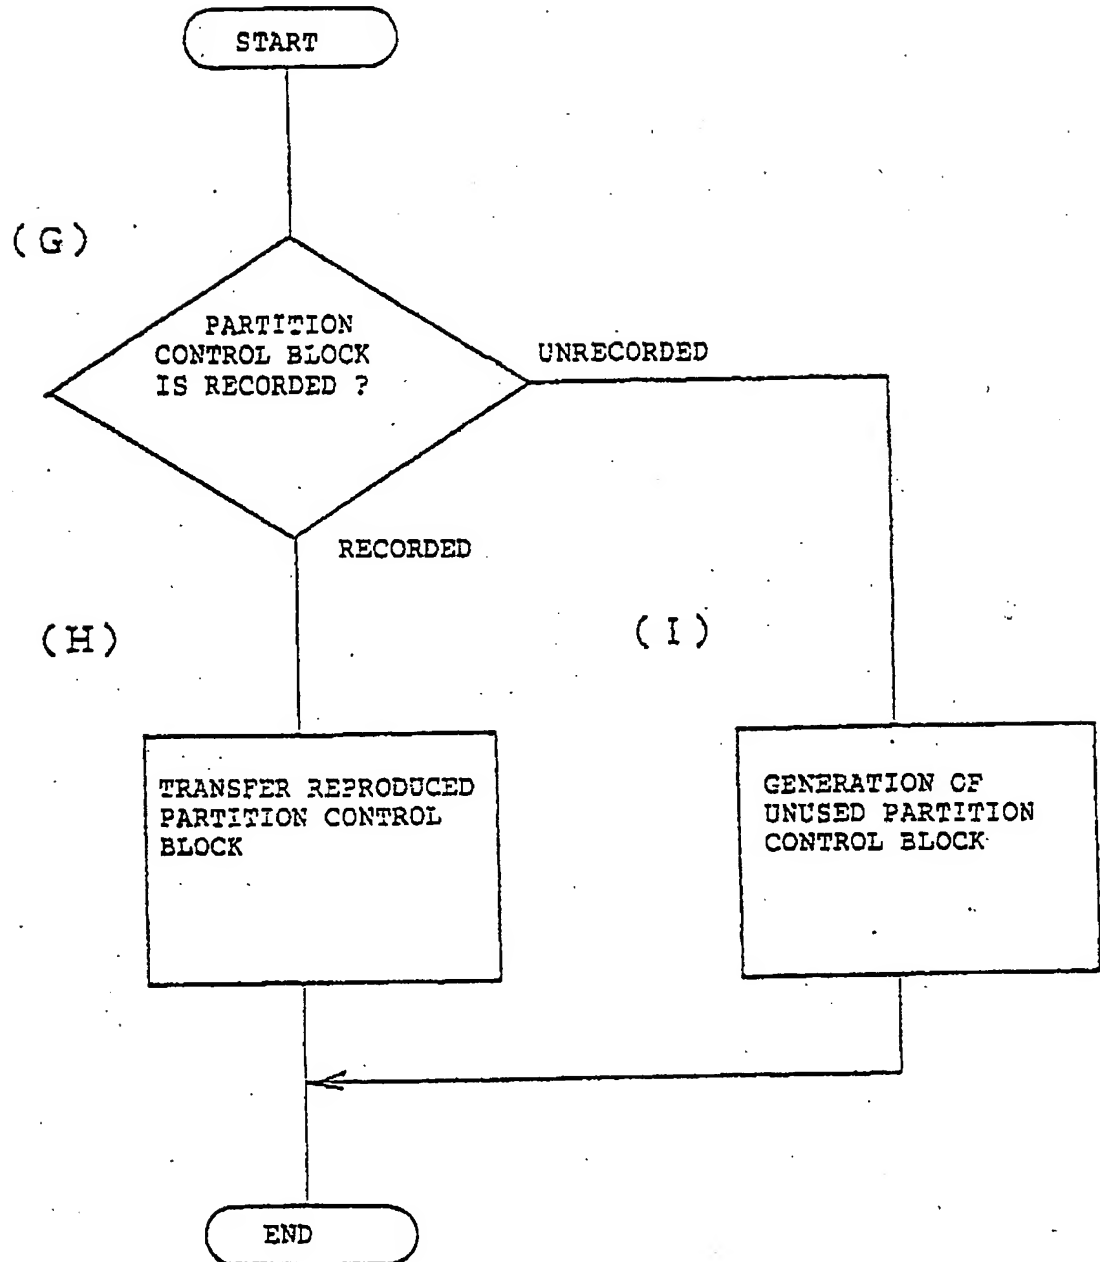 START
(G)
PARTITION
CONTROL BLOCK
IS RECORDED ?
UNRECORDED
RECORDED
(H)
(I)
TRANSFER REPRODUCED
PARTITION CONTROL
BLOCK
GENERATION OF
UNUSED PARTITION
CONTROL BLOCK
END